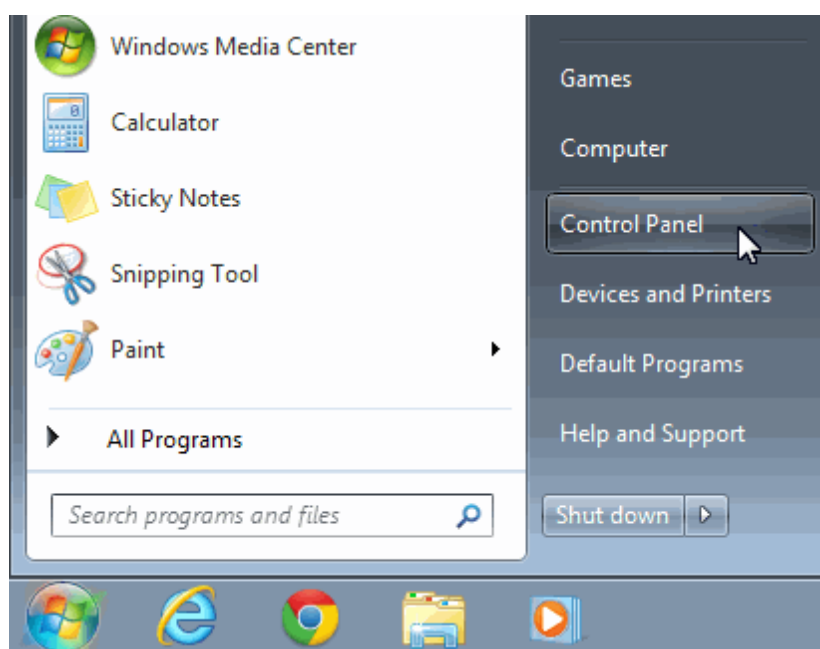 Windows Media Center
Calculator
Sticky Notes
Snipping Tool
Paint
All Programs
Search programs and files
Games
Computer
Control Panel
Devices and Printers
Default Programs
Help and Support
Shut down